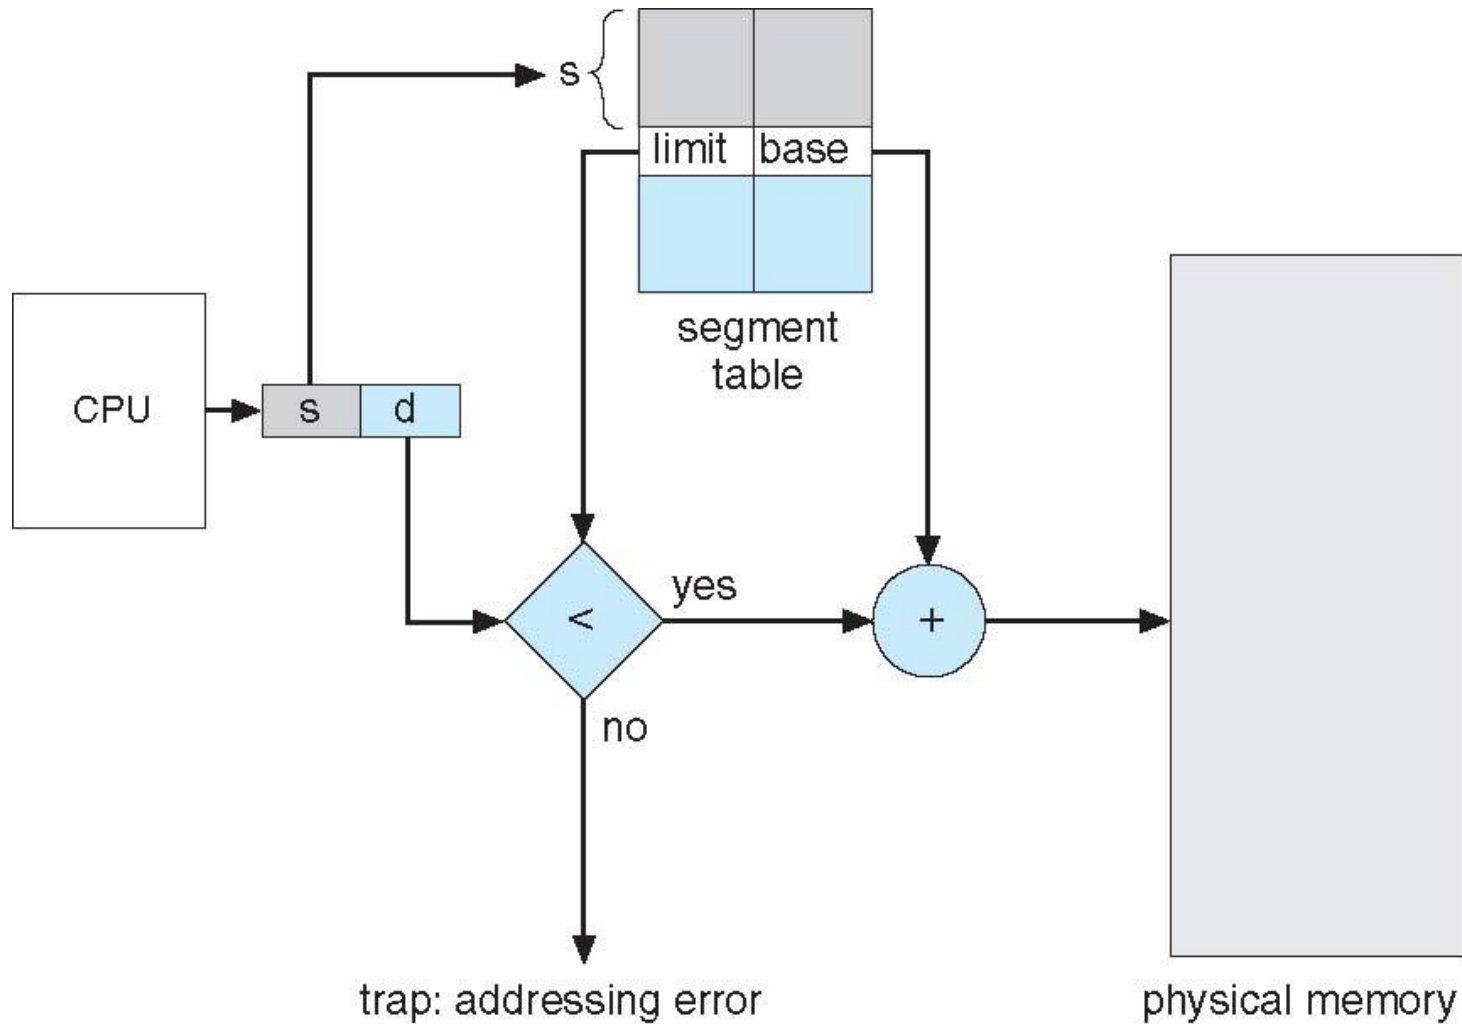 s
limit base
segment
table
CPU
s d
<
yes
+
no
trap: addressing error
physical memory